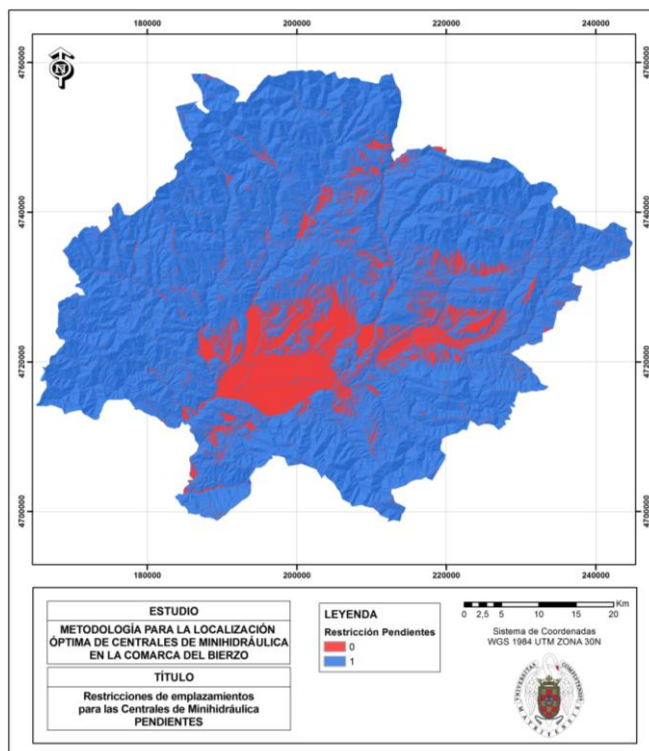 180000 200000 220000 240000
4760000 4760000
N
4740000 4740000
4720000 4720000
4700000 4700000
180000 200000 220000 240000
ESTUDIO
METODOLOGÍA PARA LA LOCALIZACIÓN
ÓPTIMA DE CENTRALES DE MINIHIDRÁULICA
EN LA COMARCA DEL BIERZO
TÍTULO
Restricciones de emplazamientos
para las Centrales de Minihidráulica
PENDIENTES
LEYENDA
Restricción Pendientes
0
1
Km
0 2,5 5 10 15 20
Sistema de Coordenadas
WGS 1984 UTM ZONA 30N
UNIVERSITAS COMPLUTENSIS
MATRITENSIS